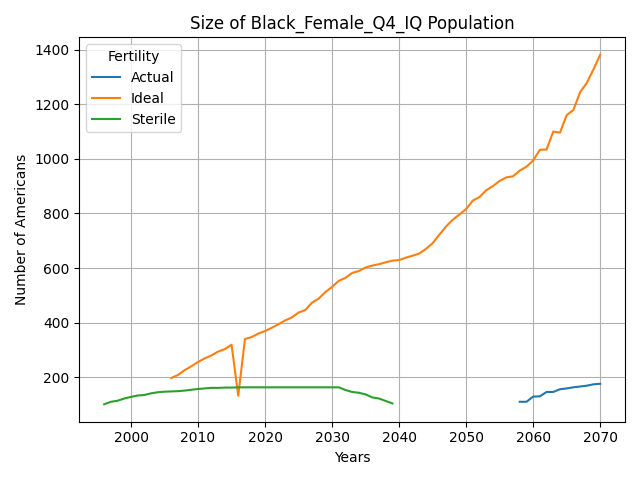 Size of Black_Female_Q4_IQ Population
Fertility
Actual
Ideal
Sterile
Number of Americans
1400
1200
1000
800
600
400
200
2000
2010
2020
2030
2040
2050
2060
2070
Years